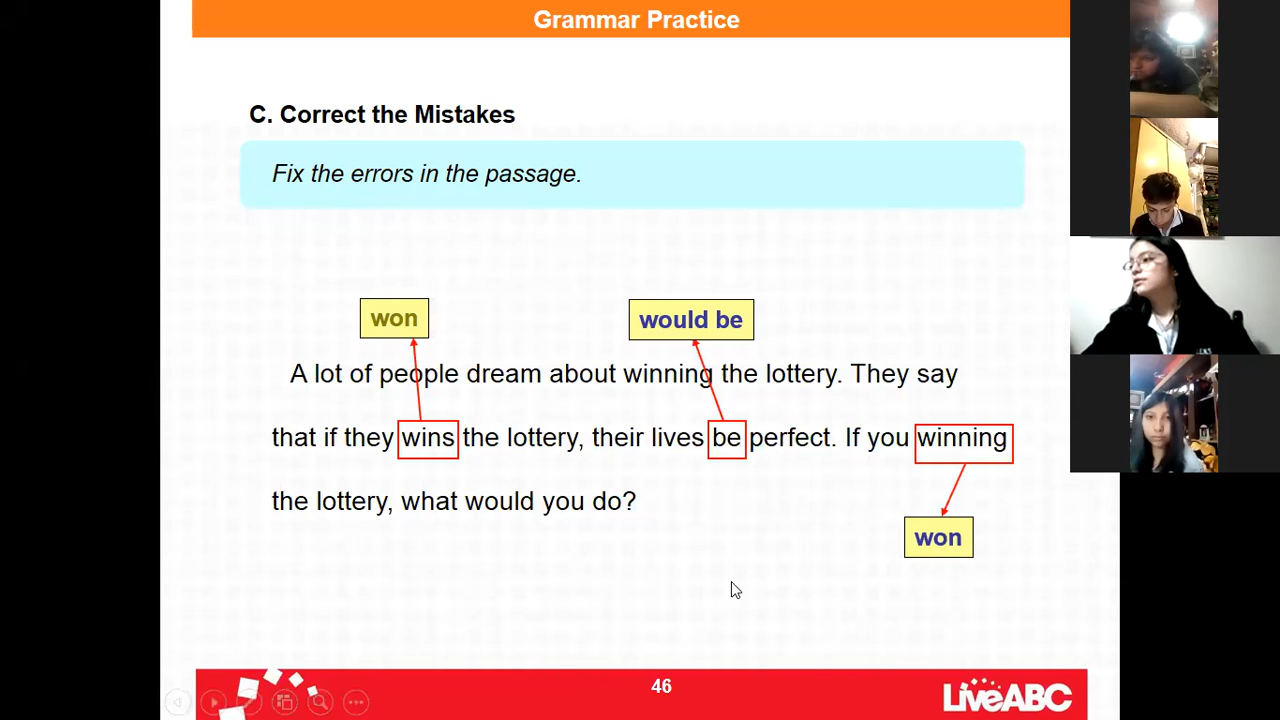 Grammar Practice
C. Correct the Mistakes
Fix the errors in the passage.
won
would be
A lot of people dream about winning the lottery. They say
that if they wins the lottery, their lives be perfect. If you winning
the lottery, what would you do?
won
46
LiveABC